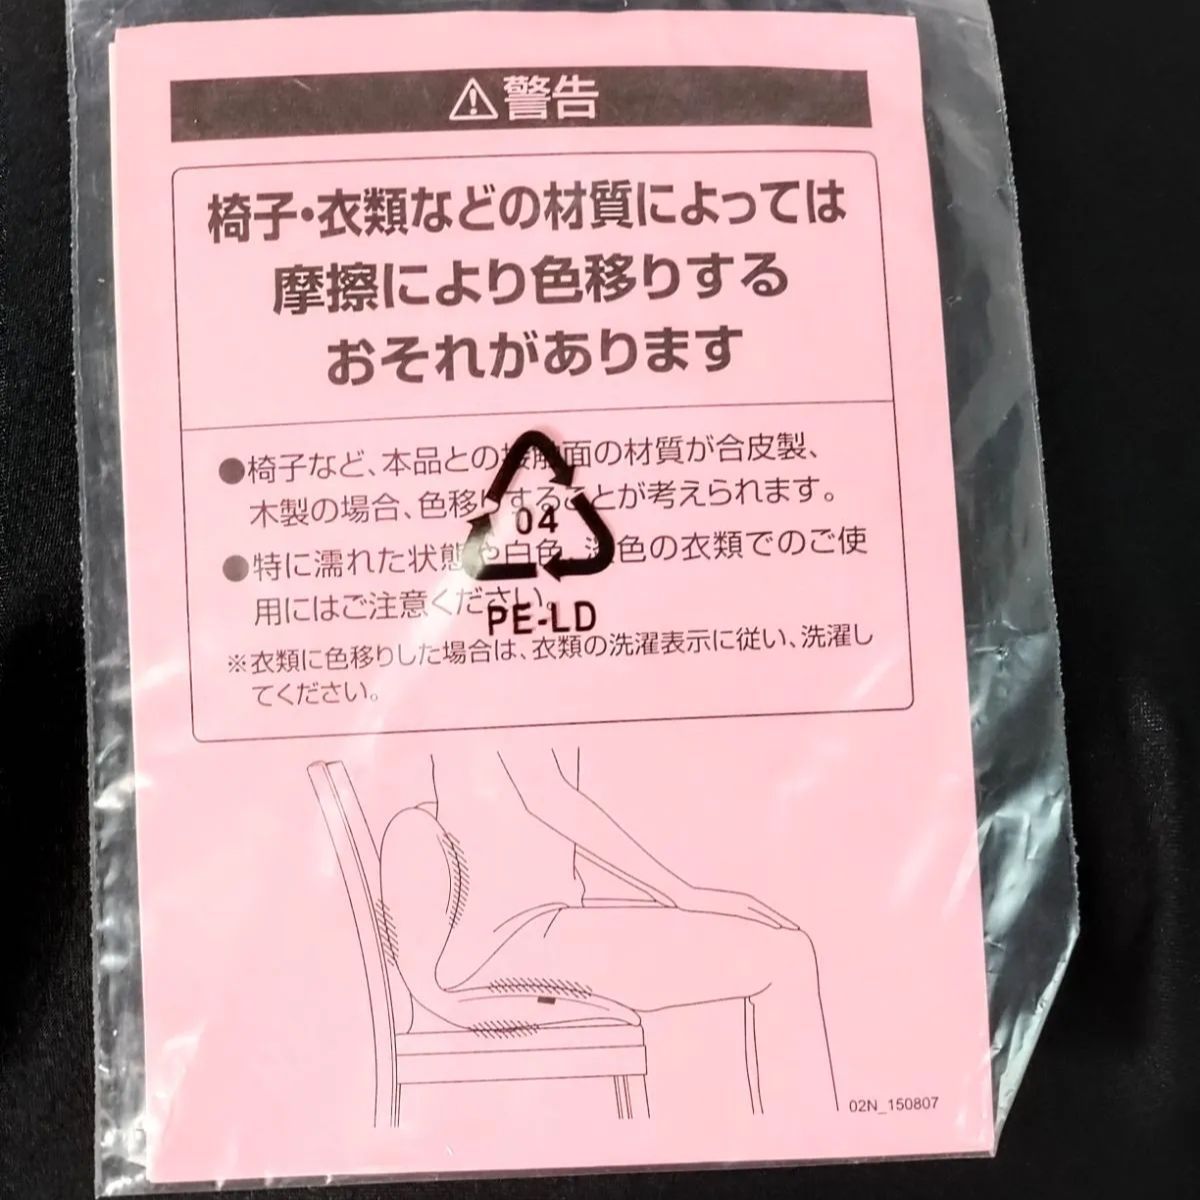 ⚠警告
椅子・衣類などの材質によっては
摩擦により色移りする
おそれがあります
●椅子など、本品との接触面の材質が合皮製、
木製の場合、色移りすることが考えられます。
●特に濡れた状態や白色、淡色の衣類でのご使
用にはご注意ください。
※衣類に色移りした場合は、衣類の洗濯表示に従い、洗濯し
てください。
04
PE-LD
02N_150807